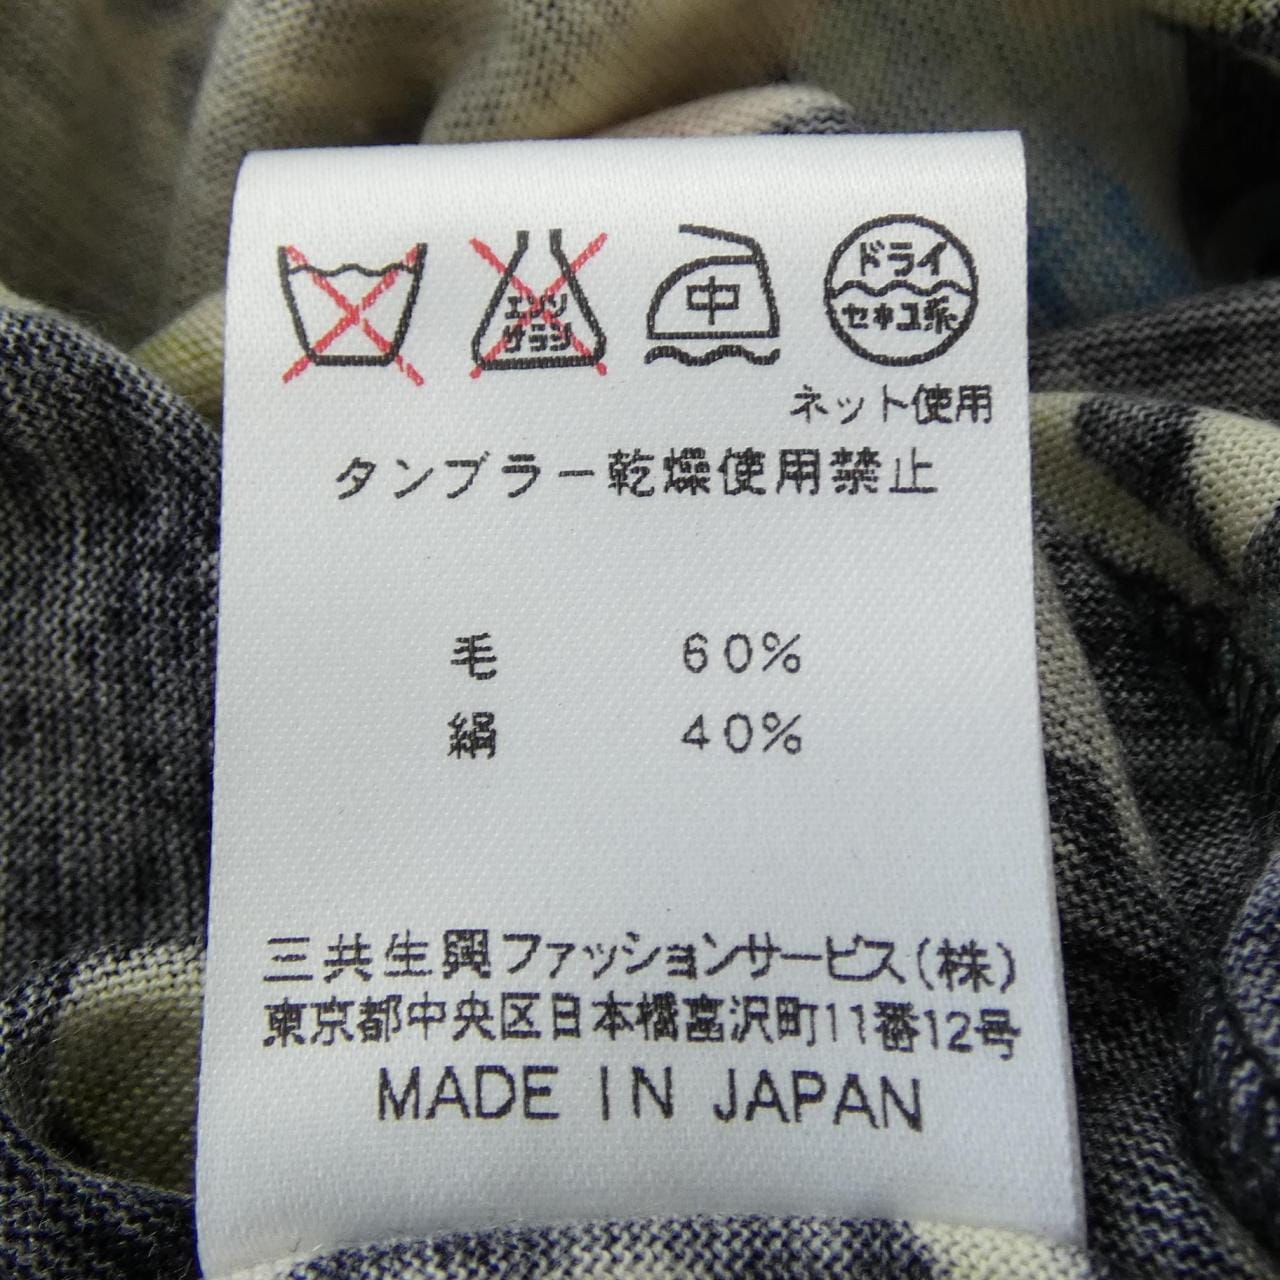 エンソ
サラシ
中
ドライ
セキユ系
ネット使用
タンブラー乾燥使用禁止
毛 60%
絹 40%
三共生興ファッションサービス(株)
東京都中央区日本橋富沢町11番12号
MADE IN JAPAN